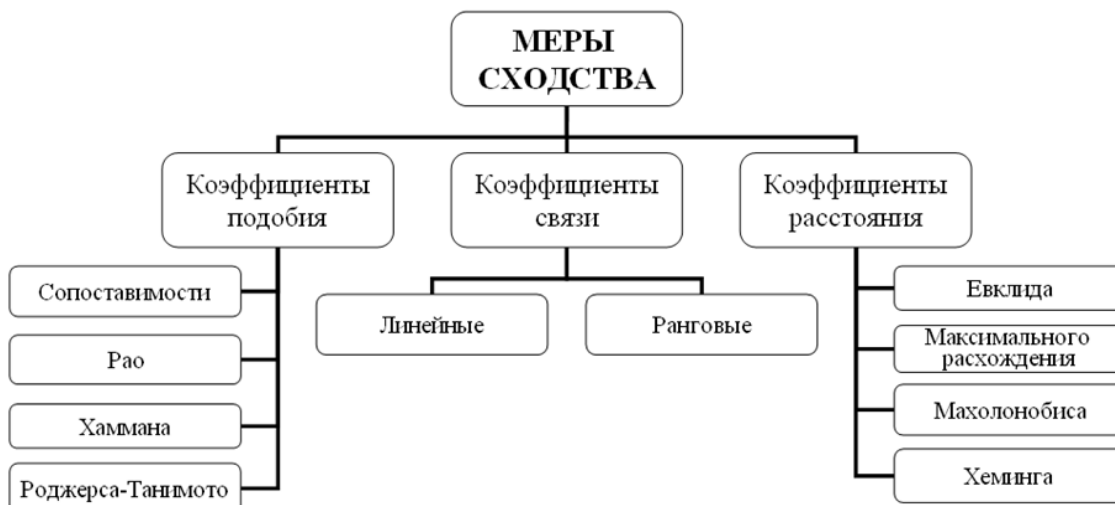 МЕРЫ
СХОДСТВА
Коэффициенты
подобия
Коэффициенты
связи
Коэффициенты
расстояния
Сопоставимости
Рао
Хаммана
Роджерса-Танимото
Линейные
Ранговые
Евклида
Максимального
расхождения
Махолонобиса
Хеминга